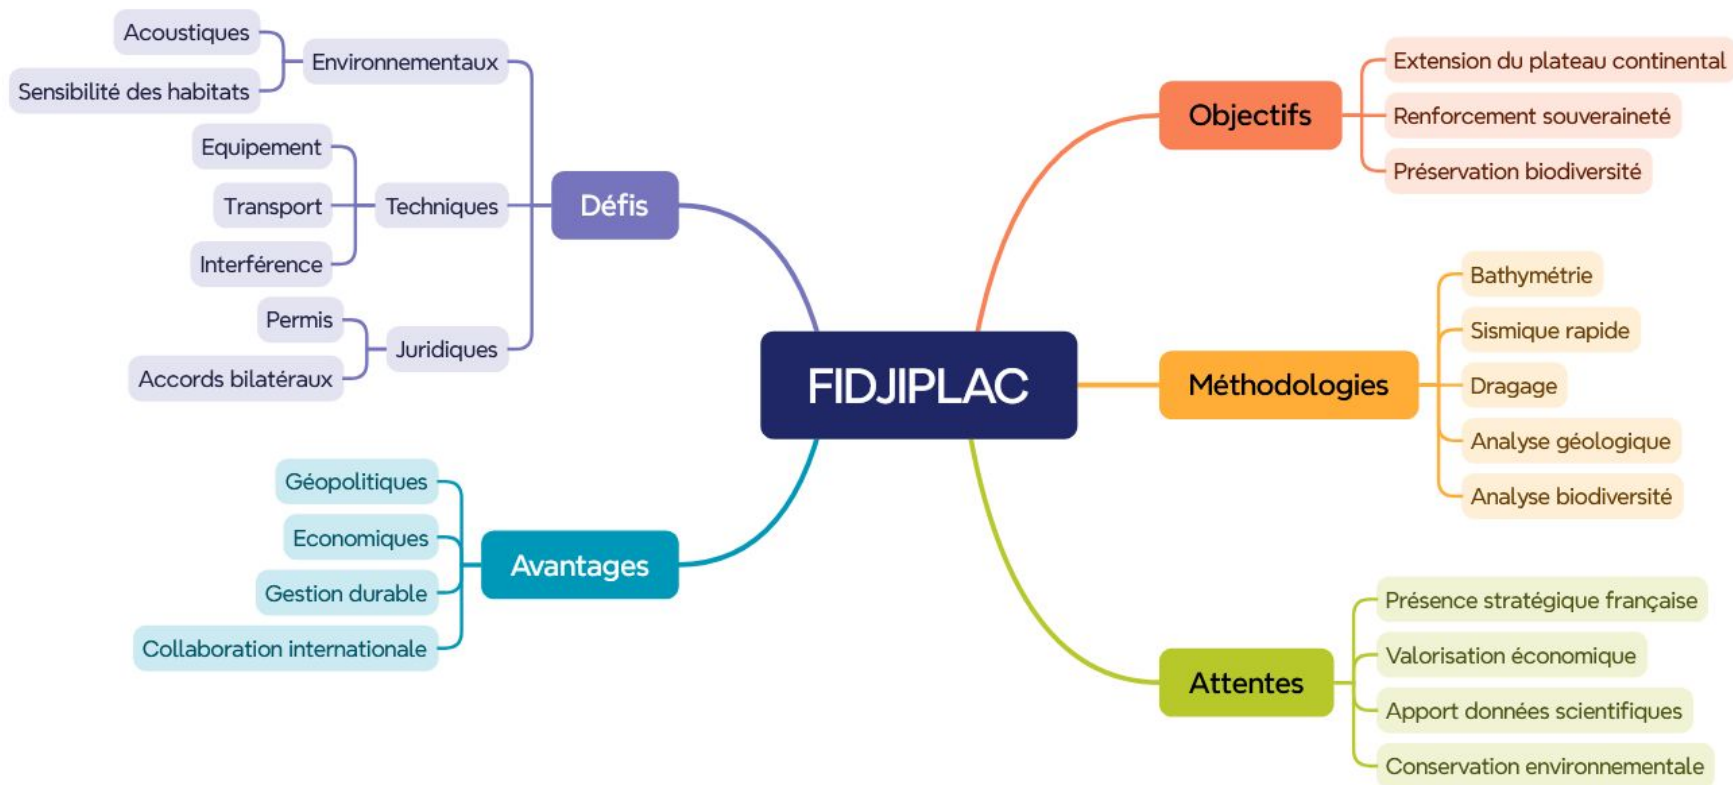 FIDJIPLAC
Objectifs
Extension du plateau continental
Renforcement souveraineté
Préservation biodiversité
Méthodologies
Bathymétrie
Sismique rapide
Dragage
Analyse géologique
Analyse biodiversité
Attentes
Présence stratégique française
Valorisation économique
Apport données scientifiques
Conservation environnementale
Défis
Environnementaux
Acoustiques
Sensibilité des habitats
Techniques
Equipement
Transport
Interférence
Juridiques
Permis
Accords bilatéraux
Avantages
Géopolitiques
Economiques
Gestion durable
Collaboration internationale